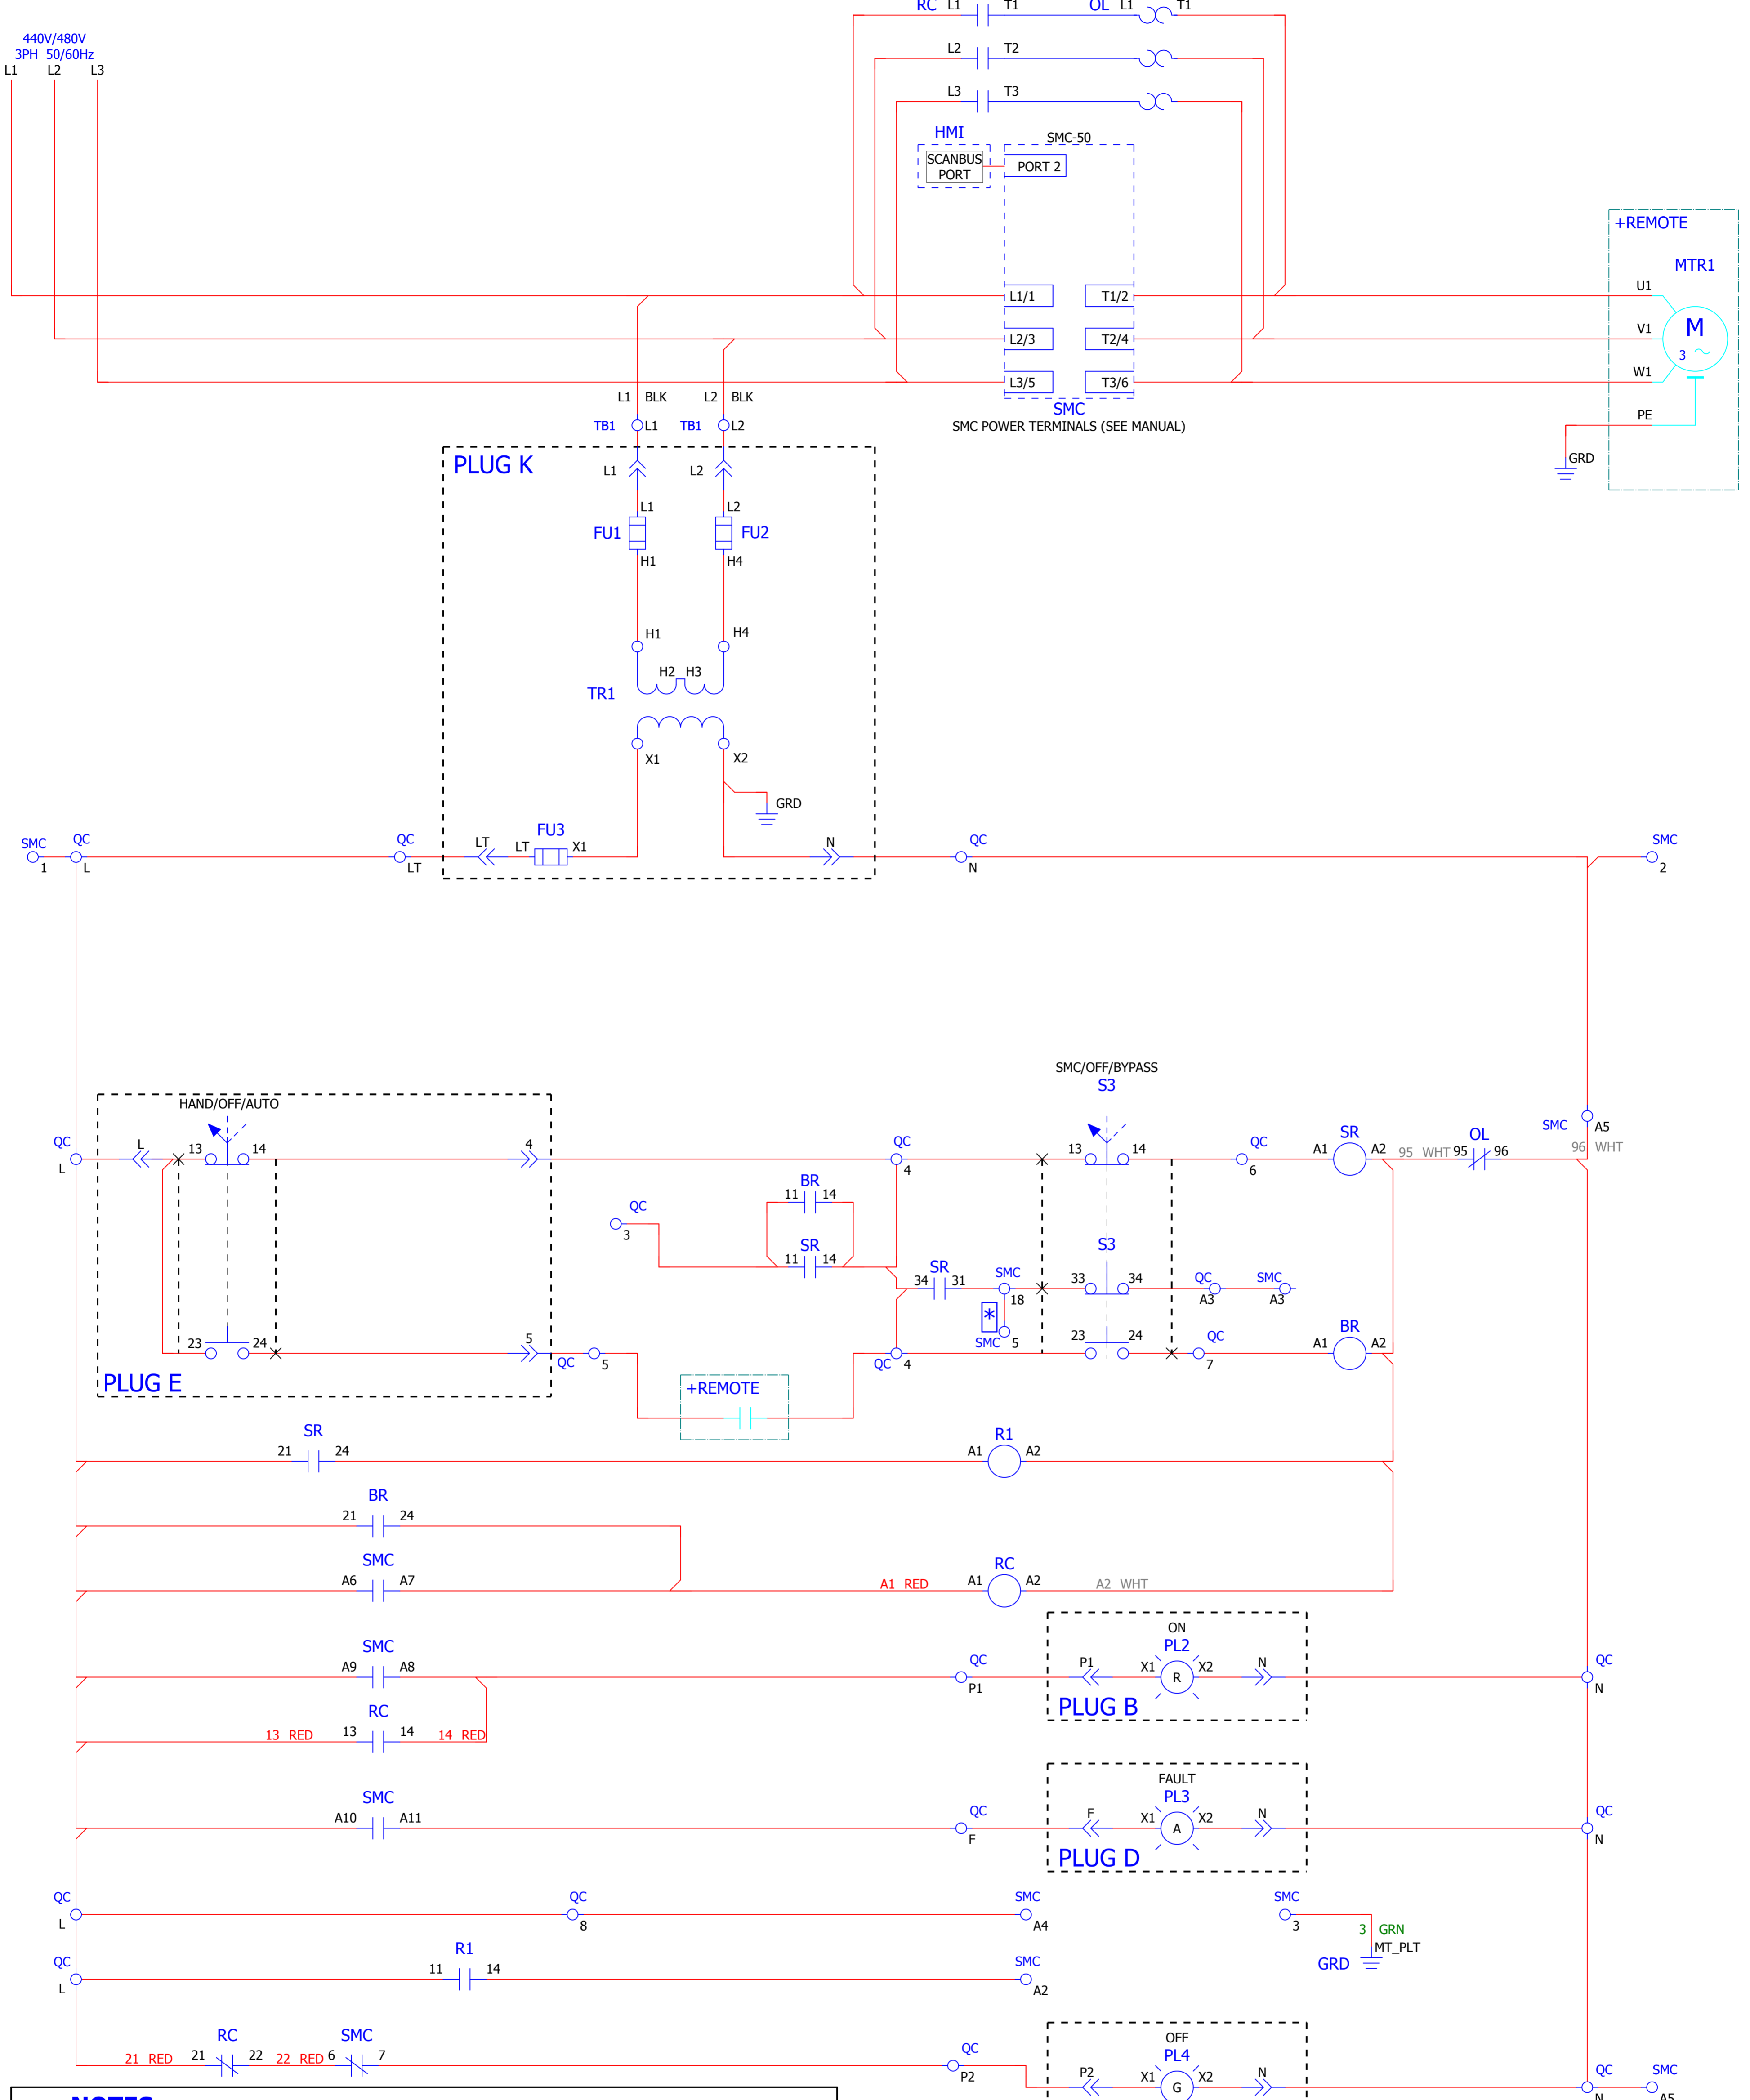 RC L1 T1 OL L1 T1
440V/480V
3PH 50/60Hz
L1 L2 L3
L2 T2
L3 T3
HMI
SMC-50
SCANBUS
PORT
PORT 2
+REMOTE
MTR1
L1/1 T1/2 U1
L2/3 T2/4 V1
M
3
L3/5 T3/6 W1
L1 BLK L2 BLK
SMC
SMC POWER TERMINALS (SEE MANUAL)
PE
GRD
TB1 L1 TB1 L2
PLUG K
L1 L2
L1 L2
FU1 FU2
H1 H4
H1 H4
H2 H3
TR1
X1 X2
GRD
SMC QC QC LT LT FU3 X1 N QC SMC
1 L LT N 2
SMC/OFF/BYPASS
S3
HAND/OFF/AUTO
QC L 13 14 4 QC 13 14 QC SR OL SMC A5
L 4 6 A1 A2 95 WHT 95 96 96 WHT
BR
11 14
QC
3
SR
11 14
S3
SR
34 31 SMC 33 34 QC SMC
18 A3 A3
*
SMC 5
23 24 5 QC 5 QC 4 23 24 QC 7 BR A1 A2
PLUG E
+REMOTE
SR
21 24
R1
A1 A2
BR
21 24
SMC
A6 A7
A1 RED
RC
A1 A2
A2 WHT
SMC
A9 A8
QC
P1
ON
PL2
P1 X1 R X2 N
PLUG B
QC
N
RC
13 RED 13 14 14 RED
SMC
A10 A11
QC
F
FAULT
PL3
F X1 A X2 N
PLUG D
QC
N
QC QC SMC SMC
L 8 A4 3
3 GRN
MT_PLT
GRD
QC R1 SMC
L 11 14 A2
RC SMC
21 RED 21 22 22 RED 6 7
QC
P2
OFF
PL4
P2 X1 G X2 N
QC SMC
N A5
NOTES